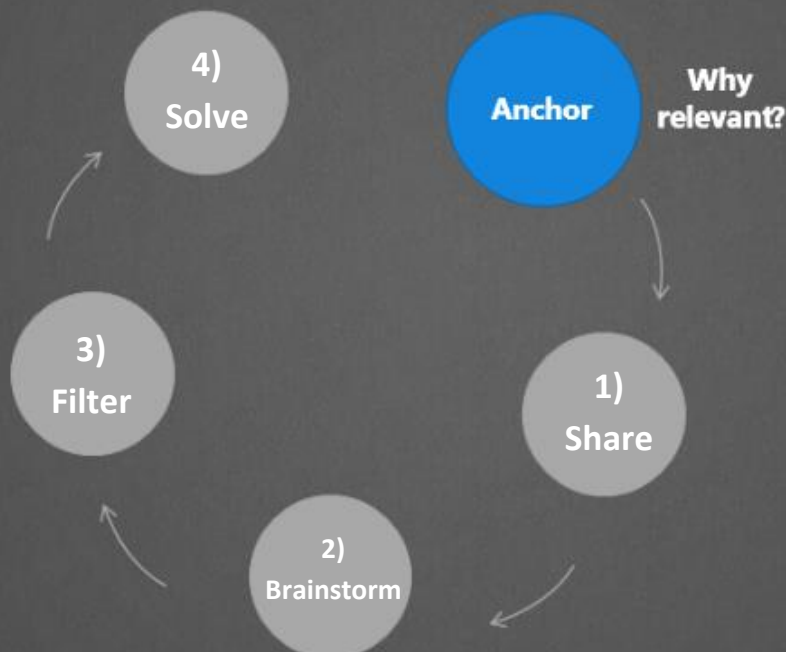 4)
Solve
Anchor
Why
relevant?
3)
Filter
1)
Share
2)
Brainstorm